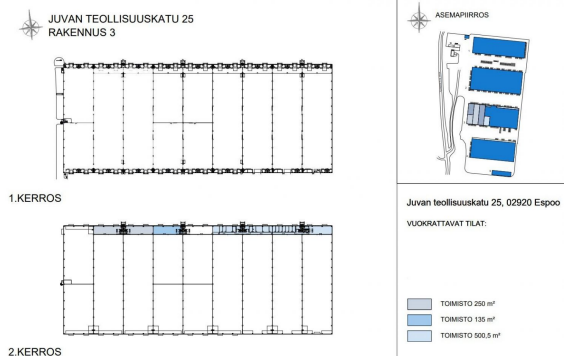 JUVAN TEOLLISUUSKATU 25
RAKENNUS 3
1.KERROS
2.KERROS
ASEMAPIIRROS
Juvan teollisuuskatu 25, 02920 Espoo
VUOKRATTAVAT TILAT:
TOIMISTO 250 m²
TOIMISTO 135 m²
TOIMISTO 500,5 m²